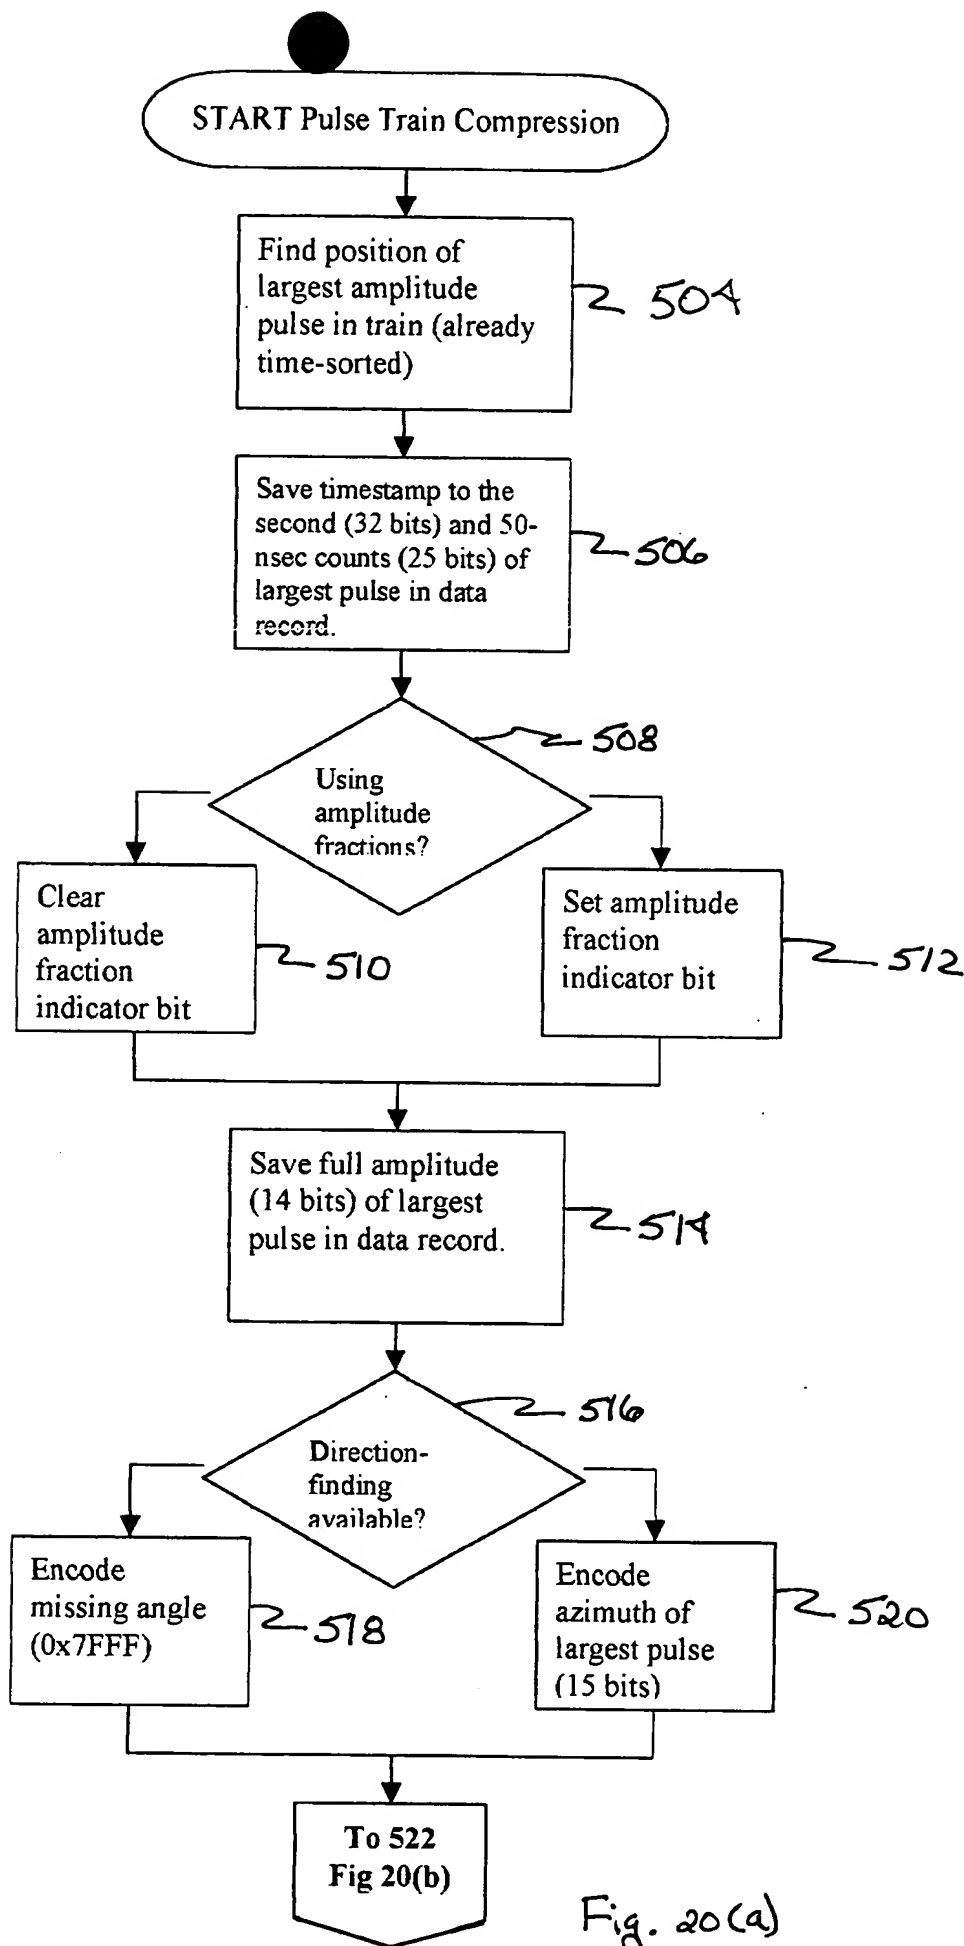 START Pulse Train Compression
Find position of
largest amplitude
pulse in train (already
time-sorted)
504
Save timestamp to the
second (32 bits) and 50-
nsec counts (25 bits) of
largest pulse in data
record.
506
508
Using
amplitude
fractions?
Clear
amplitude
fraction
indicator bit
510
Set amplitude
fraction
indicator bit
512
Save full amplitude
(14 bits) of largest
pulse in data record.
514
516
Direction-
finding
available?
Encode
missing angle
(0x7FFF)
518
Encode
azimuth of
largest pulse
(15 bits)
520
To 522
Fig 20(b)
Fig. 20(a)